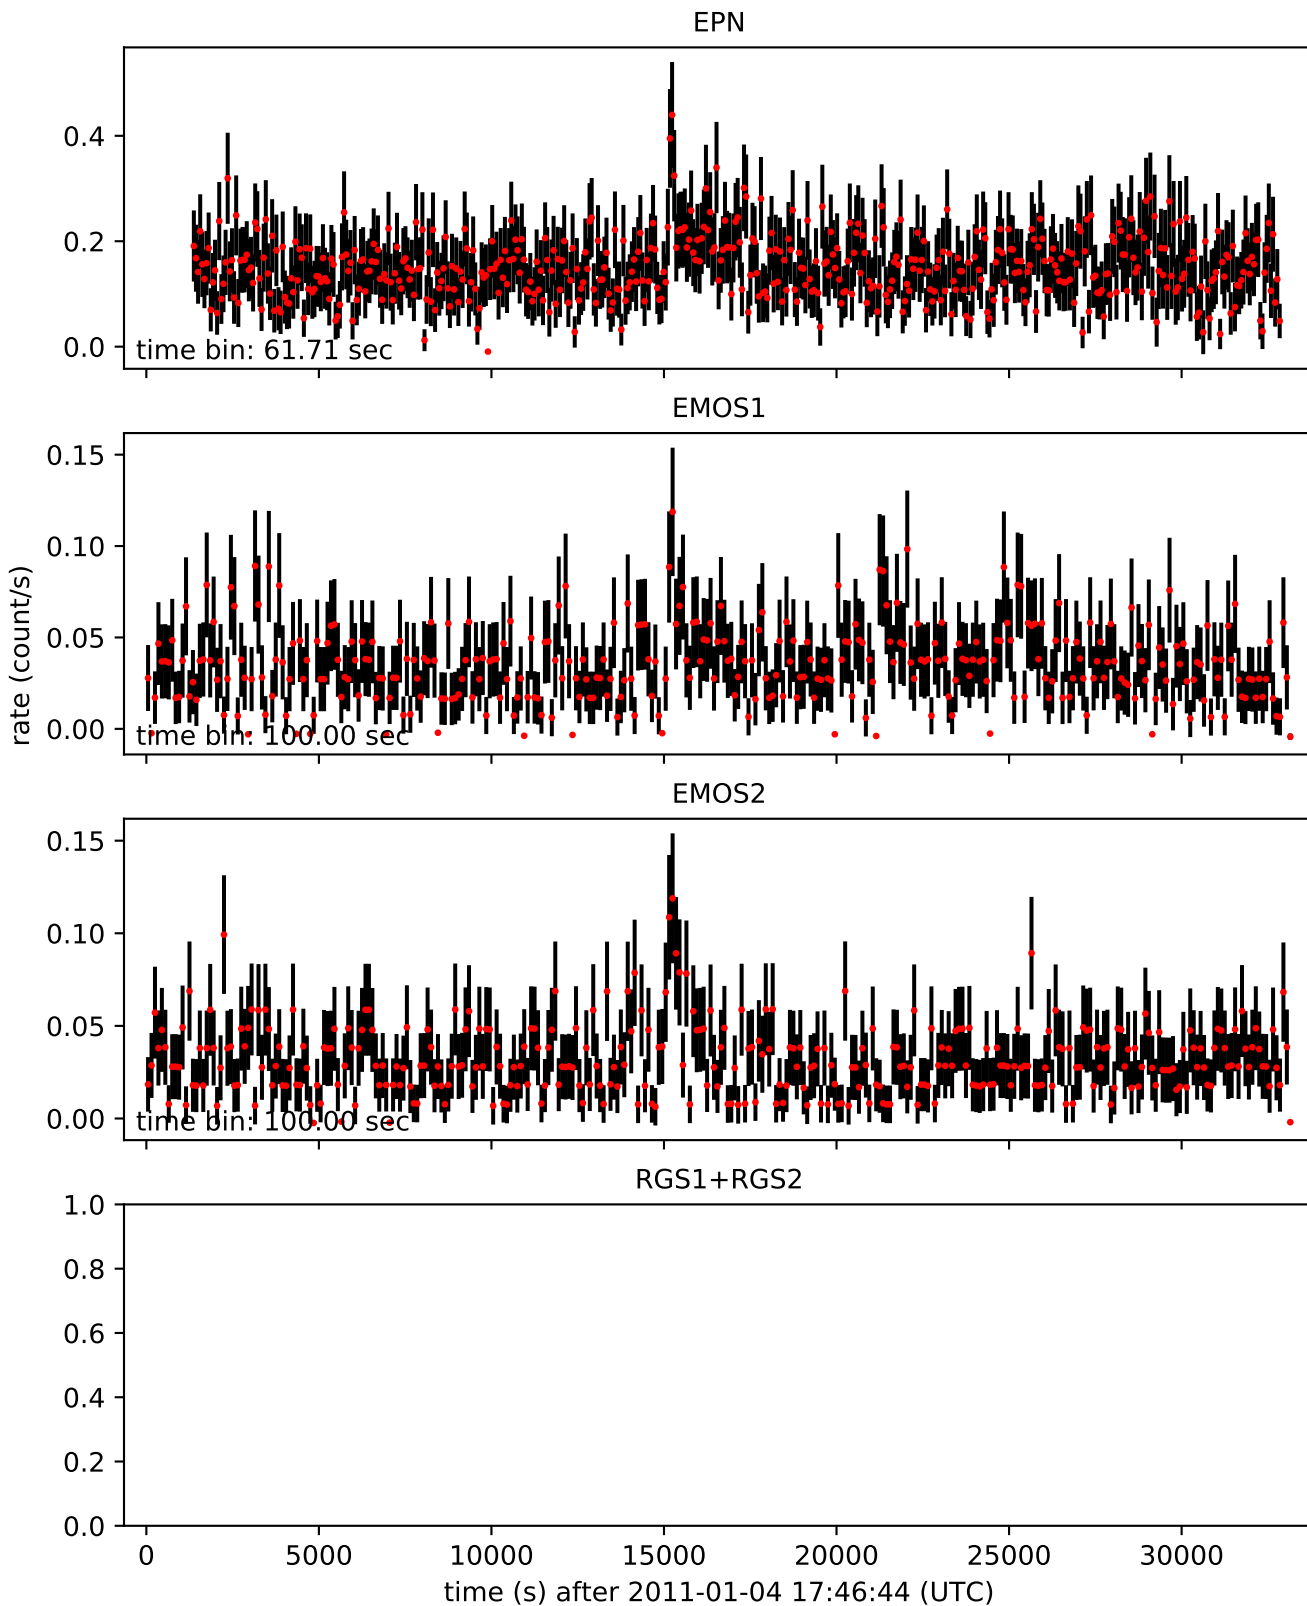 EPN
0.4
0.2
0.0
time bin: 61.71 sec
EMOS1
0.15
0.10
0.05
0.00
time bin: 100.00 sec
rate (count/s)
EMOS2
0.15
0.10
0.05
0.00
time bin: 100.00 sec
RGS1+RGS2
1.0
0.8
0.6
0.4
0.2
0.0
0 5000 10000 15000 20000 25000 30000
time (s) after 2011-01-04 17:46:44 (UTC)